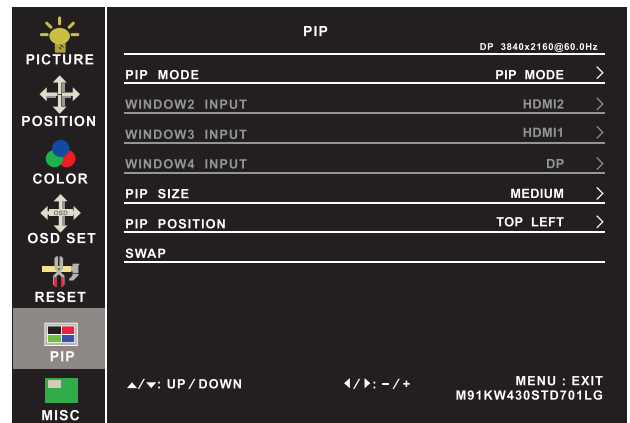 PIP
DP 3840x2160@60.0Hz
PICTURE
POSITION
COLOR
OSD
OSD SET
RESET
PIP
MISC
PIP MODE PIP MODE >
WINDOW2 INPUT HDMI2 >
WINDOW3 INPUT HDMI1 >
WINDOW4 INPUT DP >
PIP SIZE MEDIUM >
PIP POSITION TOP LEFT >
SWAP
▲/▼: UP / DOWN ◀/▶: – / + MENU : EXIT
M91KW430STD701LG